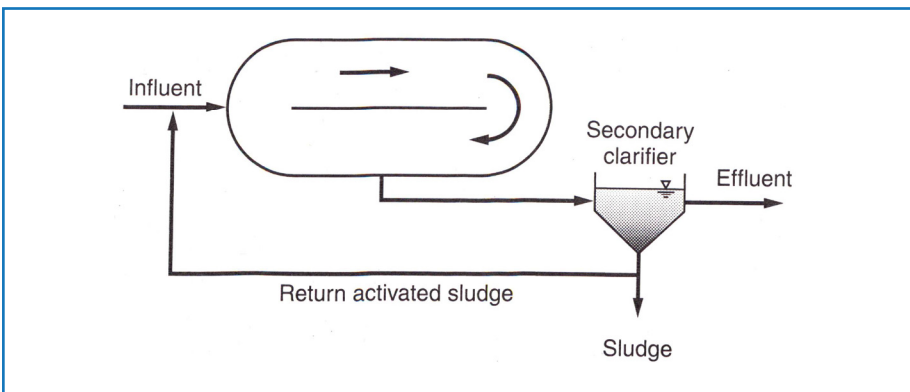 Influent
Secondary
clarifier
Effluent
Return activated sludge
Sludge